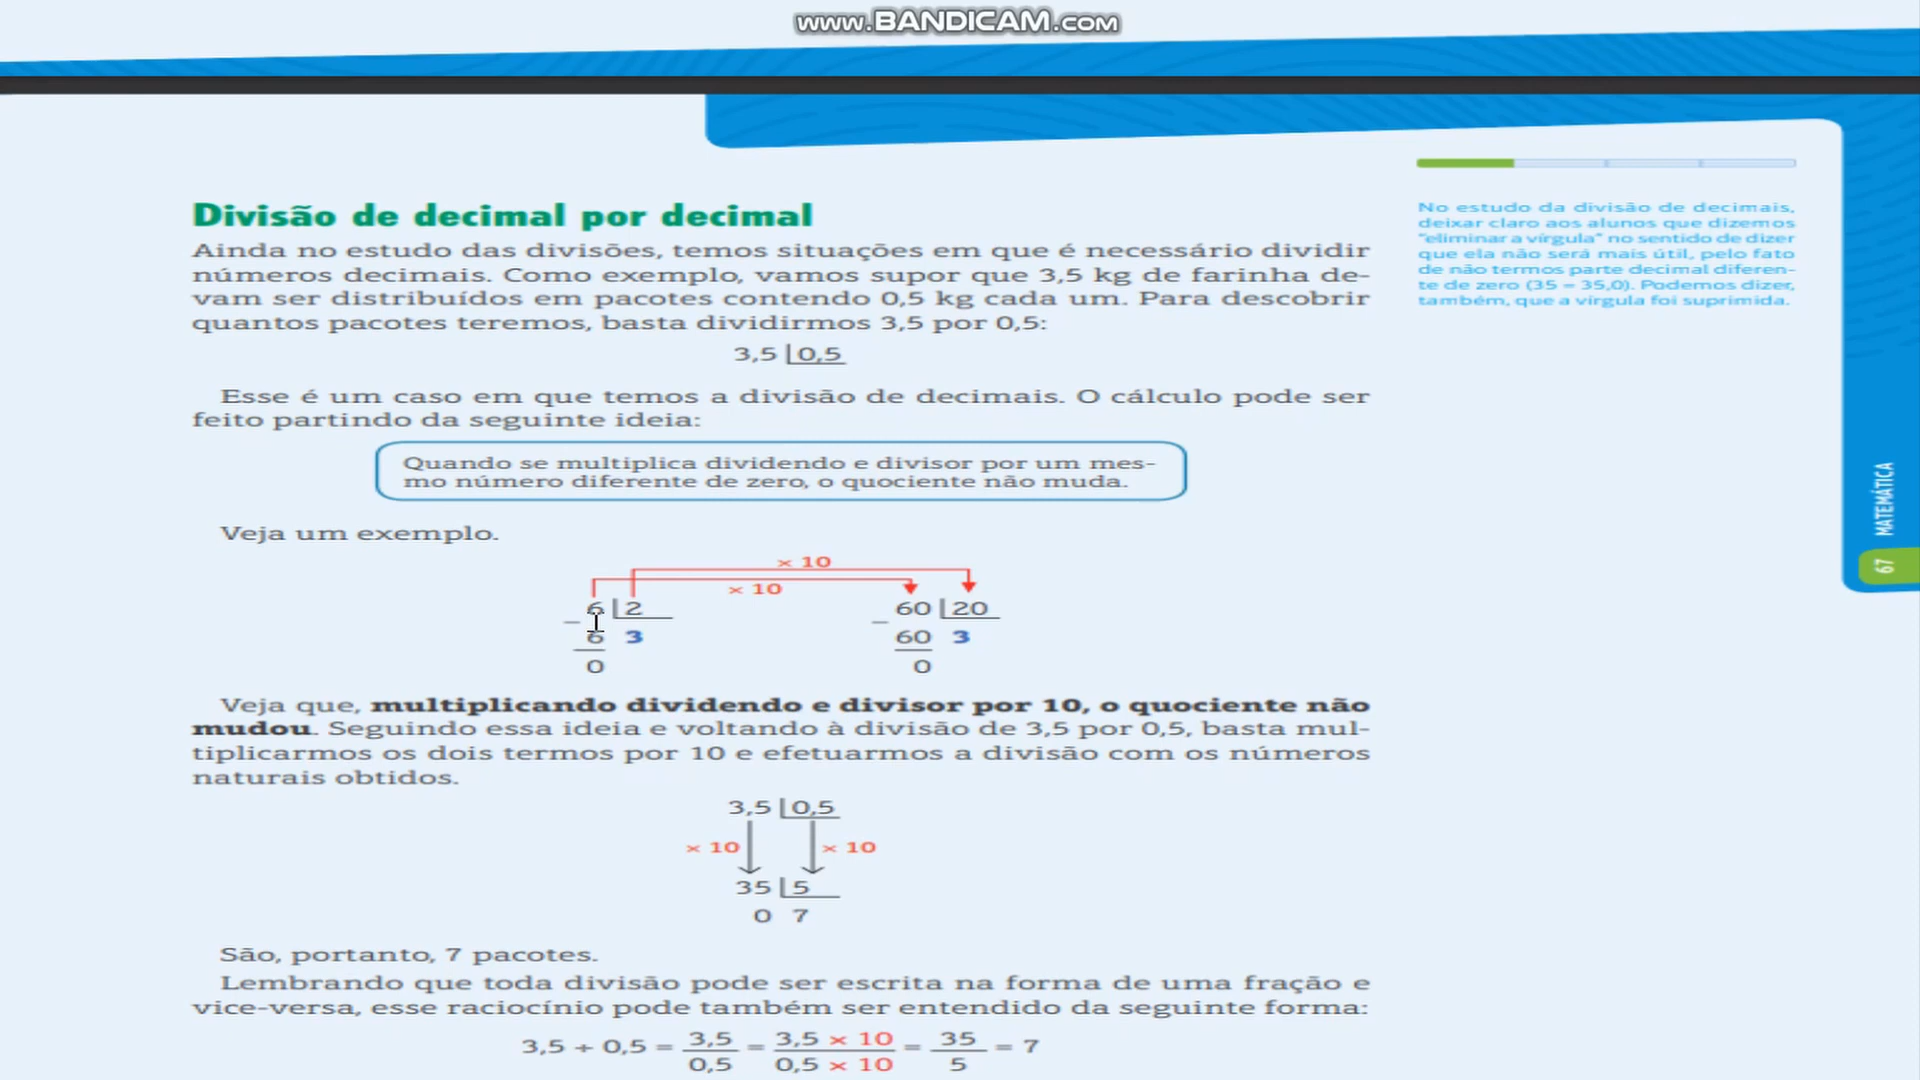 www.BANDICAM.com
Divisão de decimal por decimal
Ainda no estudo das divisões, temos situações em que é necessário dividir
números decimais. Como exemplo, vamos supor que 3,5 kg de farinha de-
vam ser distribuídos em pacotes contendo 0,5 kg cada um. Para descobrir
quantos pacotes teremos, basta dividirmos 3,5 por 0,5:
3,5 0,5
Esse é um caso em que temos a divisão de decimais. O cálculo pode ser
feito partindo da seguinte ideia:
Quando se multiplica dividendo e divisor por um mes-
mo número diferente de zero, o quociente não muda.
Veja um exemplo.
× 10
× 10
6 2 60 20
– 6 3 – 60 3
0 0
Veja que, multiplicando dividendo e divisor por 10, o quociente não
mudou. Seguindo essa ideia e voltando à divisão de 3,5 por 0,5, basta mul-
tiplicarmos os dois termos por 10 e efetuarmos a divisão com os números
naturais obtidos.
3,5 0,5
× 10 × 10
35 5
0 7
São, portanto, 7 pacotes.
Lembrando que toda divisão pode ser escrita na forma de uma fração e
vice-versa, esse raciocínio pode também ser entendido da seguinte forma:
3,5 ÷ 0,5 = 3,5/0,5 = 3,5 × 10/0,5 × 10 = 35/5 = 7
No estudo da divisão de decimais,
deixar claro aos alunos que dizemos
"eliminar a vírgula" no sentido de dizer
que ela não será mais útil, pelo fato
de não termos parte decimal diferen-
te de zero (35 = 35,0). Podemos dizer,
também, que a vírgula foi suprimida.
MATEMÁTICA
67